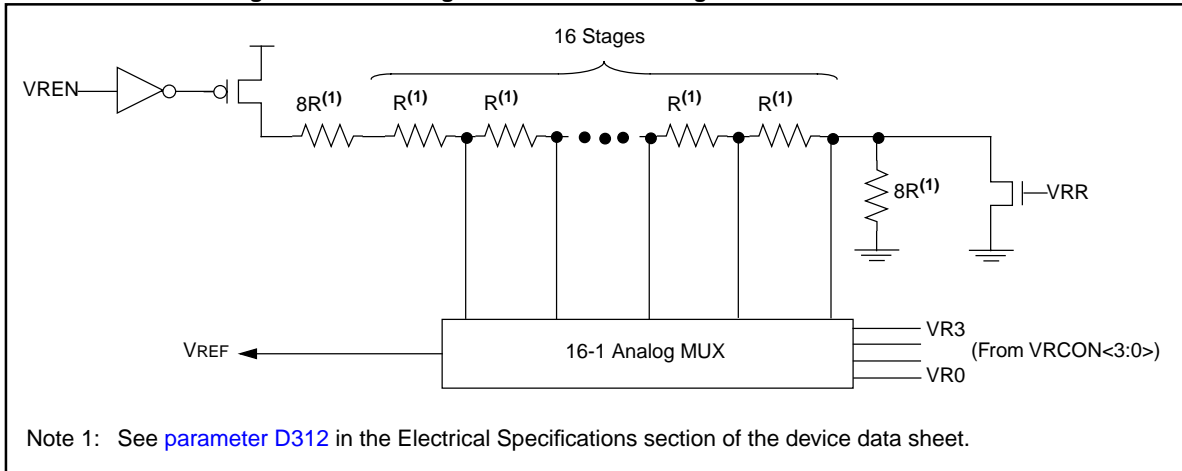 16 Stages
VREN
8R(1) R(1) R(1) R(1) R(1)
8R(1)
VRR
VREF
16-1 Analog MUX
VR3
(From VRCON<3:0>)
VR0
Note 1: See parameter D312 in the Electrical Specifications section of the device data sheet.